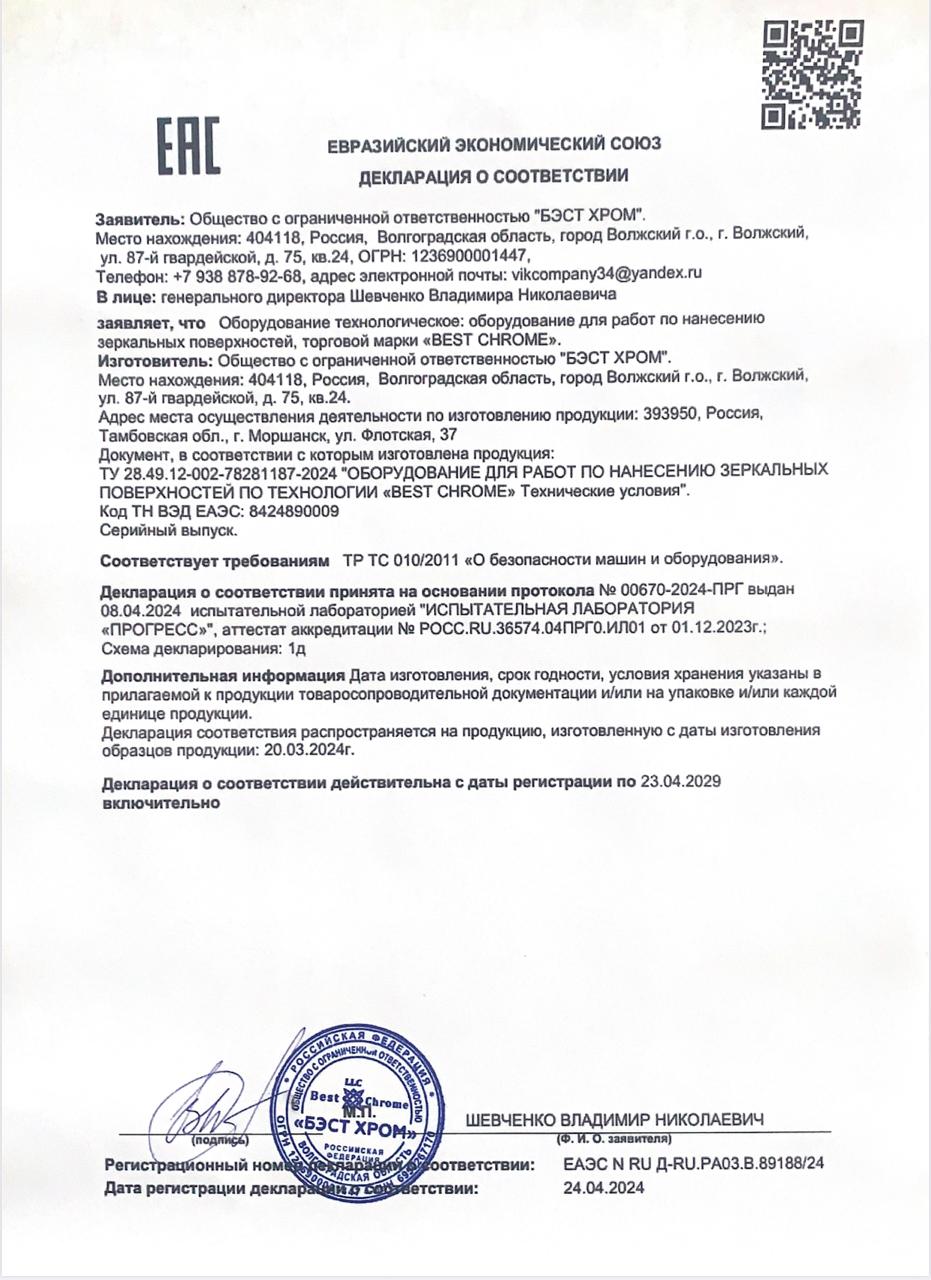 ЕАС
ЕВРАЗИЙСКИЙ ЭКОНОМИЧЕСКИЙ СОЮЗ
ДЕКЛАРАЦИЯ О СООТВЕТСТВИИ
Заявитель: Общество с ограниченной ответственностью "БЭСТ ХРОМ".
Место нахождения: 404118, Россия, Волгоградская область, город Волжский г.о., г. Волжский,
ул. 87-й гвардейской, д. 75, кв.24, ОГРН: 1236900001447,
Телефон: +7 938 878-92-68, адрес электронной почты: vikcompany34@yandex.ru
В лице: генерального директора Шевченко Владимира Николаевича
заявляет, что Оборудование технологическое: оборудование для работ по нанесению
зеркальных поверхностей, торговой марки «BEST CHROME».
Изготовитель: Общество с ограниченной ответственностью "БЭСТ ХРОМ".
Место нахождения: 404118, Россия, Волгоградская область, город Волжский г.о., г. Волжский,
ул. 87-й гвардейской, д. 75, кв.24.
Адрес места осуществления деятельности по изготовлению продукции: 393950, Россия,
Тамбовская обл., г. Моршанск, ул. Флотская, 37
Документ, в соответствии с которым изготовлена продукция:
ТУ 28.49.12-002-78281187-2024 "ОБОРУДОВАНИЕ ДЛЯ РАБОТ ПО НАНЕСЕНИЮ ЗЕРКАЛЬНЫХ
ПОВЕРХНОСТЕЙ ПО ТЕХНОЛОГИИ «BEST CHROME» Технические условия".
Код ТН ВЭД ЕАЭС: 8424890009
Серийный выпуск.
Соответствует требованиям ТР ТС 010/2011 «О безопасности машин и оборудования».
Декларация о соответствии принята на основании протокола № 00670-2024-ПРГ выдан
08.04.2024 испытательной лабораторией "ИСПЫТАТЕЛЬНАЯ ЛАБОРАТОРИЯ
«ПРОГРЕСС»", аттестат аккредитации № РОСС.RU.36574.04ПРГ0.ИЛ01 от 01.12.2023г.;
Схема декларирования: 1д
Дополнительная информация Дата изготовления, срок годности, условия хранения указаны в
прилагаемой к продукции товаросопроводительной документации и/или на упаковке и/или каждой
единице продукции.
Декларация соответствия распространяется на продукцию, изготовленную с даты изготовления
образцов продукции: 20.03.2024г.
Декларация о соответствии действительна с даты регистрации по 23.04.2029
включительно
РОССИЙСКАЯ ФЕДЕРАЦИЯ
ОБЩЕСТВО С ОГРАНИЧЕННОЙ ОТВЕТСТВЕННОСТЬЮ
LLC
Best Chrome
М.П.
«БЭСТ ХРОМ»
РОССИЙСКАЯ
ФЕДЕРАЦИЯ
ВОЛГОГРАДСКАЯ ОБЛАСТЬ
ШЕВЧЕНКО ВЛАДИМИР НИКОЛАЕВИЧ
(подпись) (Ф. И. О. заявителя)
Регистрационный номер декларации о соответствии: ЕАЭС N RU Д-RU.РА03.В.89188/24
Дата регистрации декларации о соответствии: 24.04.2024